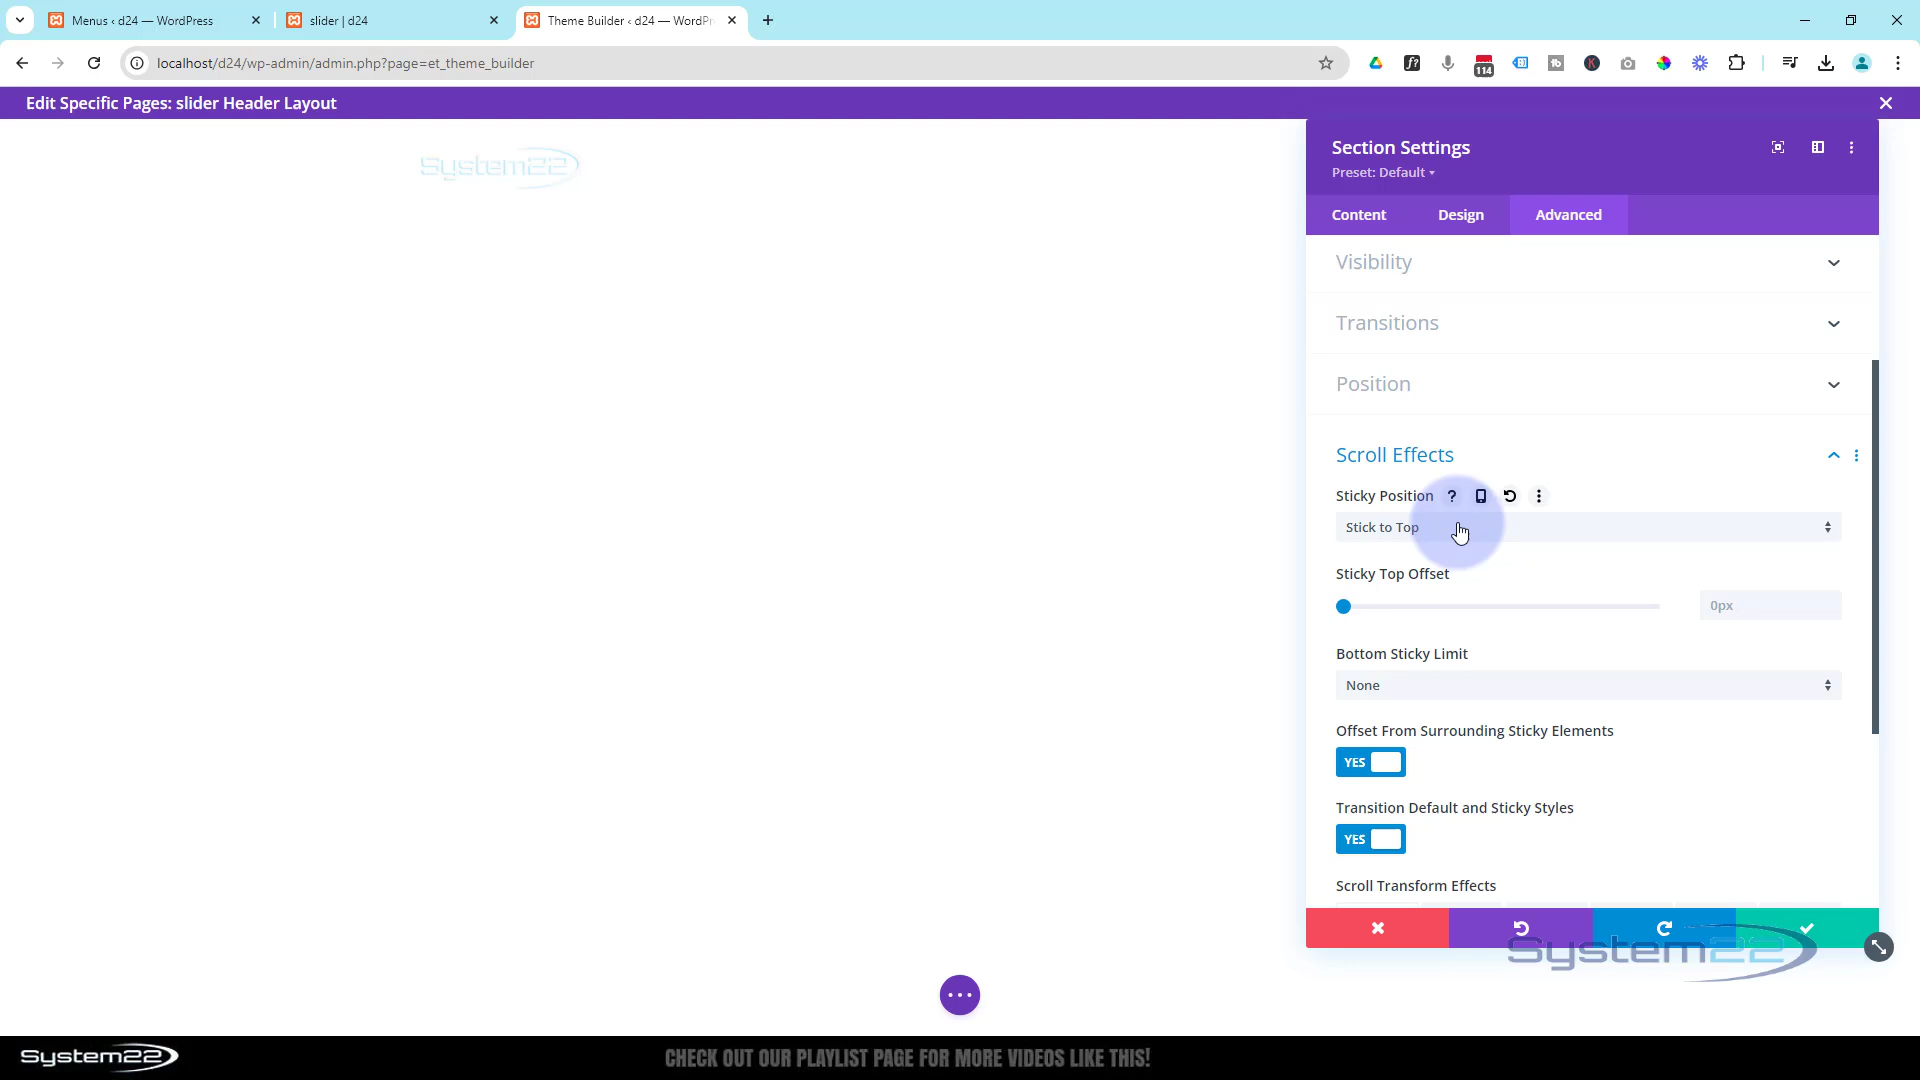 Menus ‹ d24 — WordPress
slider | d24
Theme Builder ‹ d24 — WordPr
localhost/d24/wp-admin/admin.php?page=et_theme_builder
114
Edit Specific Pages: slider Header Layout
System22
Section Settings
Preset: Default
Content
Design
Advanced
Visibility
Transitions
Position
Scroll Effects
Sticky Position
Stick to Top
Sticky Top Offset
0px
Bottom Sticky Limit
None
Offset From Surrounding Sticky Elements
YES
Transition Default and Sticky Styles
YES
Scroll Transform Effects
System22
System22
CHECK OUT OUR PLAYLIST PAGE FOR MORE VIDEOS LIKE THIS!